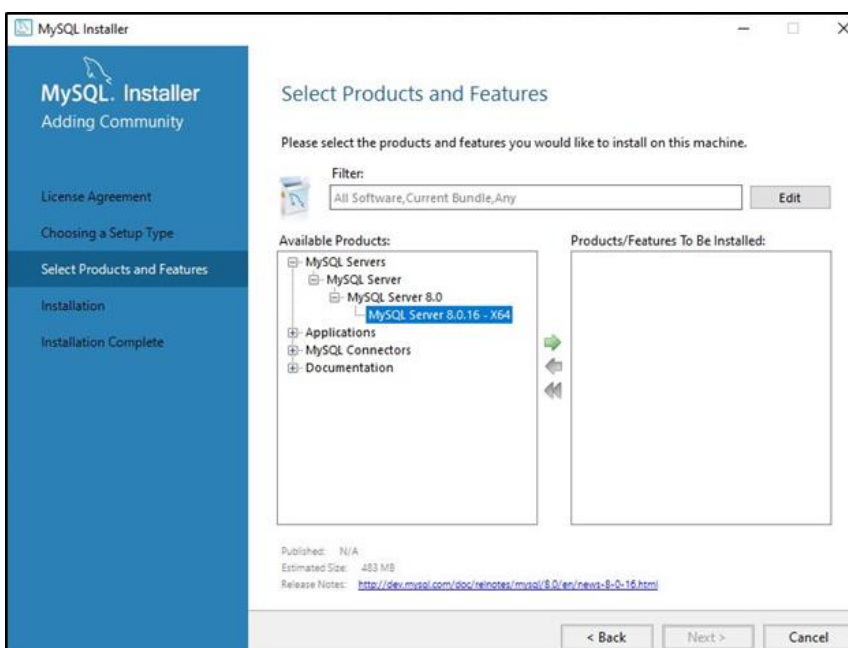 MySQL Installer
MySQL. Installer
Adding Community
License Agreement
Choosing a Setup Type
Select Products and Features
Installation
Installation Complete
Select Products and Features
Please select the products and features you would like to install on this machine.
Filter:
All Software,Current Bundle,Any
Edit
Available Products:
MySQL Servers
MySQL Server
MySQL Server 8.0
MySQL Server 8.0.16 - X64
Applications
MySQL Connectors
Documentation
Products/Features To Be Installed:
Published: N/A
Estimated Size: 483 MB
Release Notes: http://dev.mysql.com/doc/relnotes/mysql/8.0/en/news-8-0-16.html
< Back
Next >
Cancel